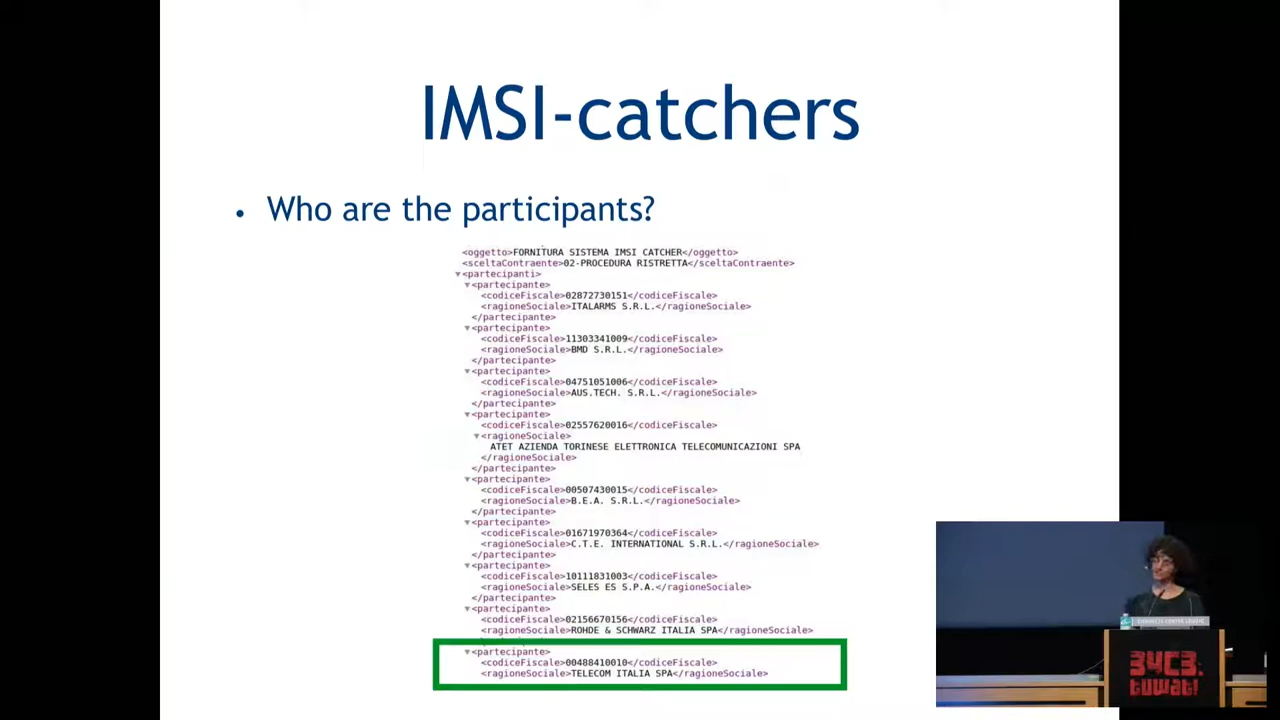 IMSI-catchers
• Who are the participants?
<oggetto>FORNITURA SISTEMA IMSI CATCHER</oggetto>
<sceltaContraente>02-PROCEDURA RISTRETTA</sceltaContraente>
▼<partecipanti>
▼<partecipante>
<codiceFiscale>02872730151</codiceFiscale>
<ragioneSociale>ITALARMS S.R.L.</ragioneSociale>
</partecipante>
▼<partecipante>
<codiceFiscale>11303341009</codiceFiscale>
<ragioneSociale>BMD S.R.L.</ragioneSociale>
</partecipante>
▼<partecipante>
<codiceFiscale>04751051006</codiceFiscale>
<ragioneSociale>AUS.TECH. S.R.L.</ragioneSociale>
</partecipante>
▼<partecipante>
<codiceFiscale>02557620016</codiceFiscale>
▼<ragioneSociale>
ATET AZIENDA TORINESE ELETTRONICA TELECOMUNICAZIONI SPA
</ragioneSociale>
</partecipante>
▼<partecipante>
<codiceFiscale>00507430015</codiceFiscale>
<ragioneSociale>B.E.A. S.R.L.</ragioneSociale>
</partecipante>
▼<partecipante>
<codiceFiscale>01671970364</codiceFiscale>
<ragioneSociale>C.T.E. INTERNATIONAL S.R.L.</ragioneSociale>
</partecipante>
▼<partecipante>
<codiceFiscale>10111831003</codiceFiscale>
<ragioneSociale>SELES ES S.P.A.</ragioneSociale>
</partecipante>
▼<partecipante>
<codiceFiscale>02156670156</codiceFiscale>
<ragioneSociale>ROHDE & SCHWARZ ITALIA SPA</ragioneSociale>
▼<partecipante>
<codiceFiscale>00488410010</codiceFiscale>
<ragioneSociale>TELECOM ITALIA SPA</ragioneSociale>
34C3
tuwat!